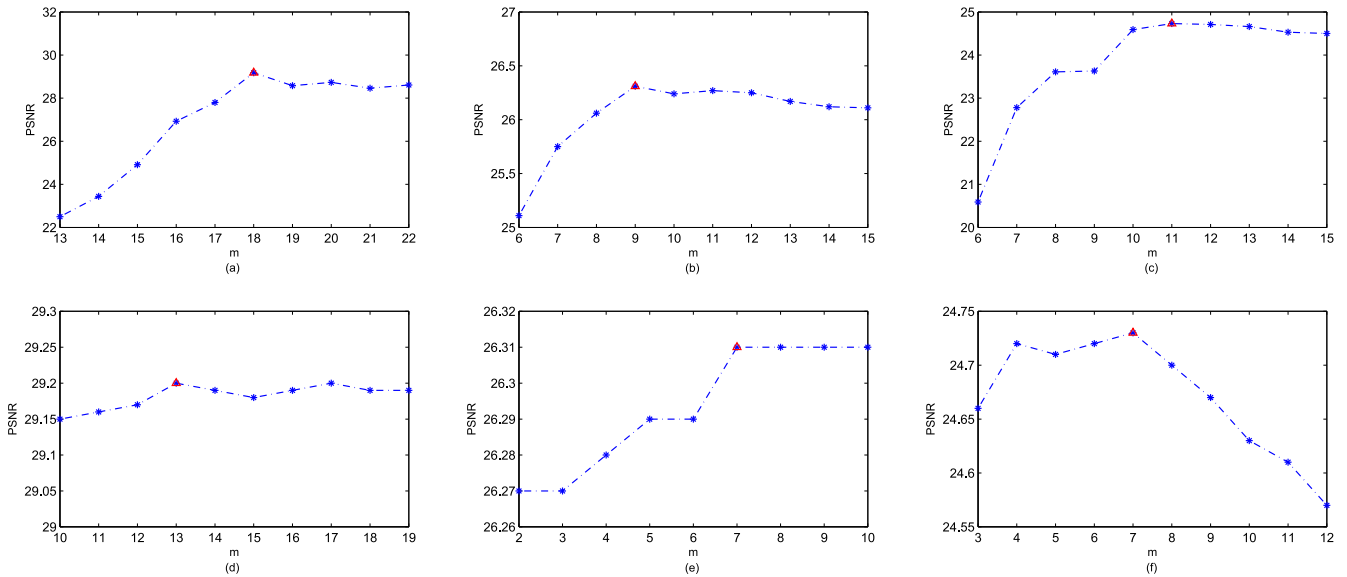 32
30
28
26
24
22
PSNR
13 14 15 16 17 18 19 20 21 22
m
(a)
27
26.5
26
25.5
25
PSNR
6 7 8 9 10 11 12 13 14 15
m
(b)
25
24
23
22
21
20
PSNR
6 7 8 9 10 11 12 13 14 15
m
(c)
29.3
29.25
29.2
29.15
29.1
29.05
29
PSNR
10 11 12 13 14 15 16 17 18 19
m
(d)
26.32
26.31
26.3
26.29
26.28
26.27
26.26
PSNR
2 3 4 5 6 7 8 9 10
m
(e)
24.75
24.7
24.65
24.6
24.55
PSNR
3 4 5 6 7 8 9 10 11 12
m
(f)